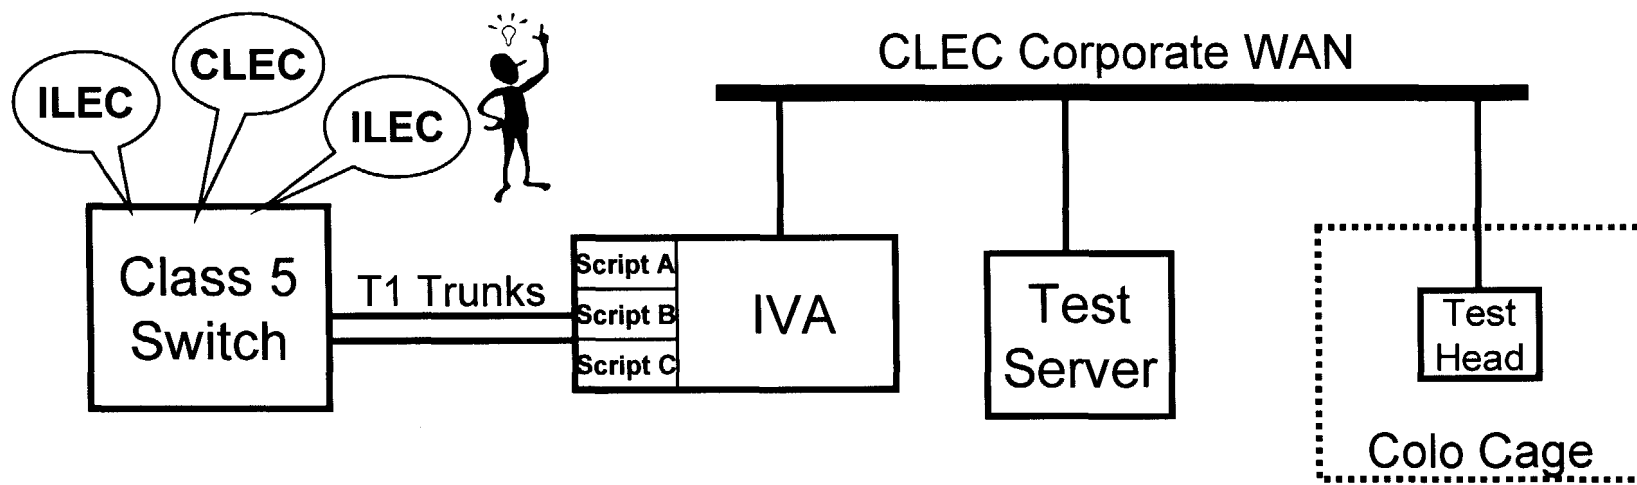 ILEC
CLEC
ILEC
CLEC Corporate WAN
Class 5
Switch
T1 Trunks
Script A
Script B
Script C
IVA
Test
Server
Test
Head
Colo Cage